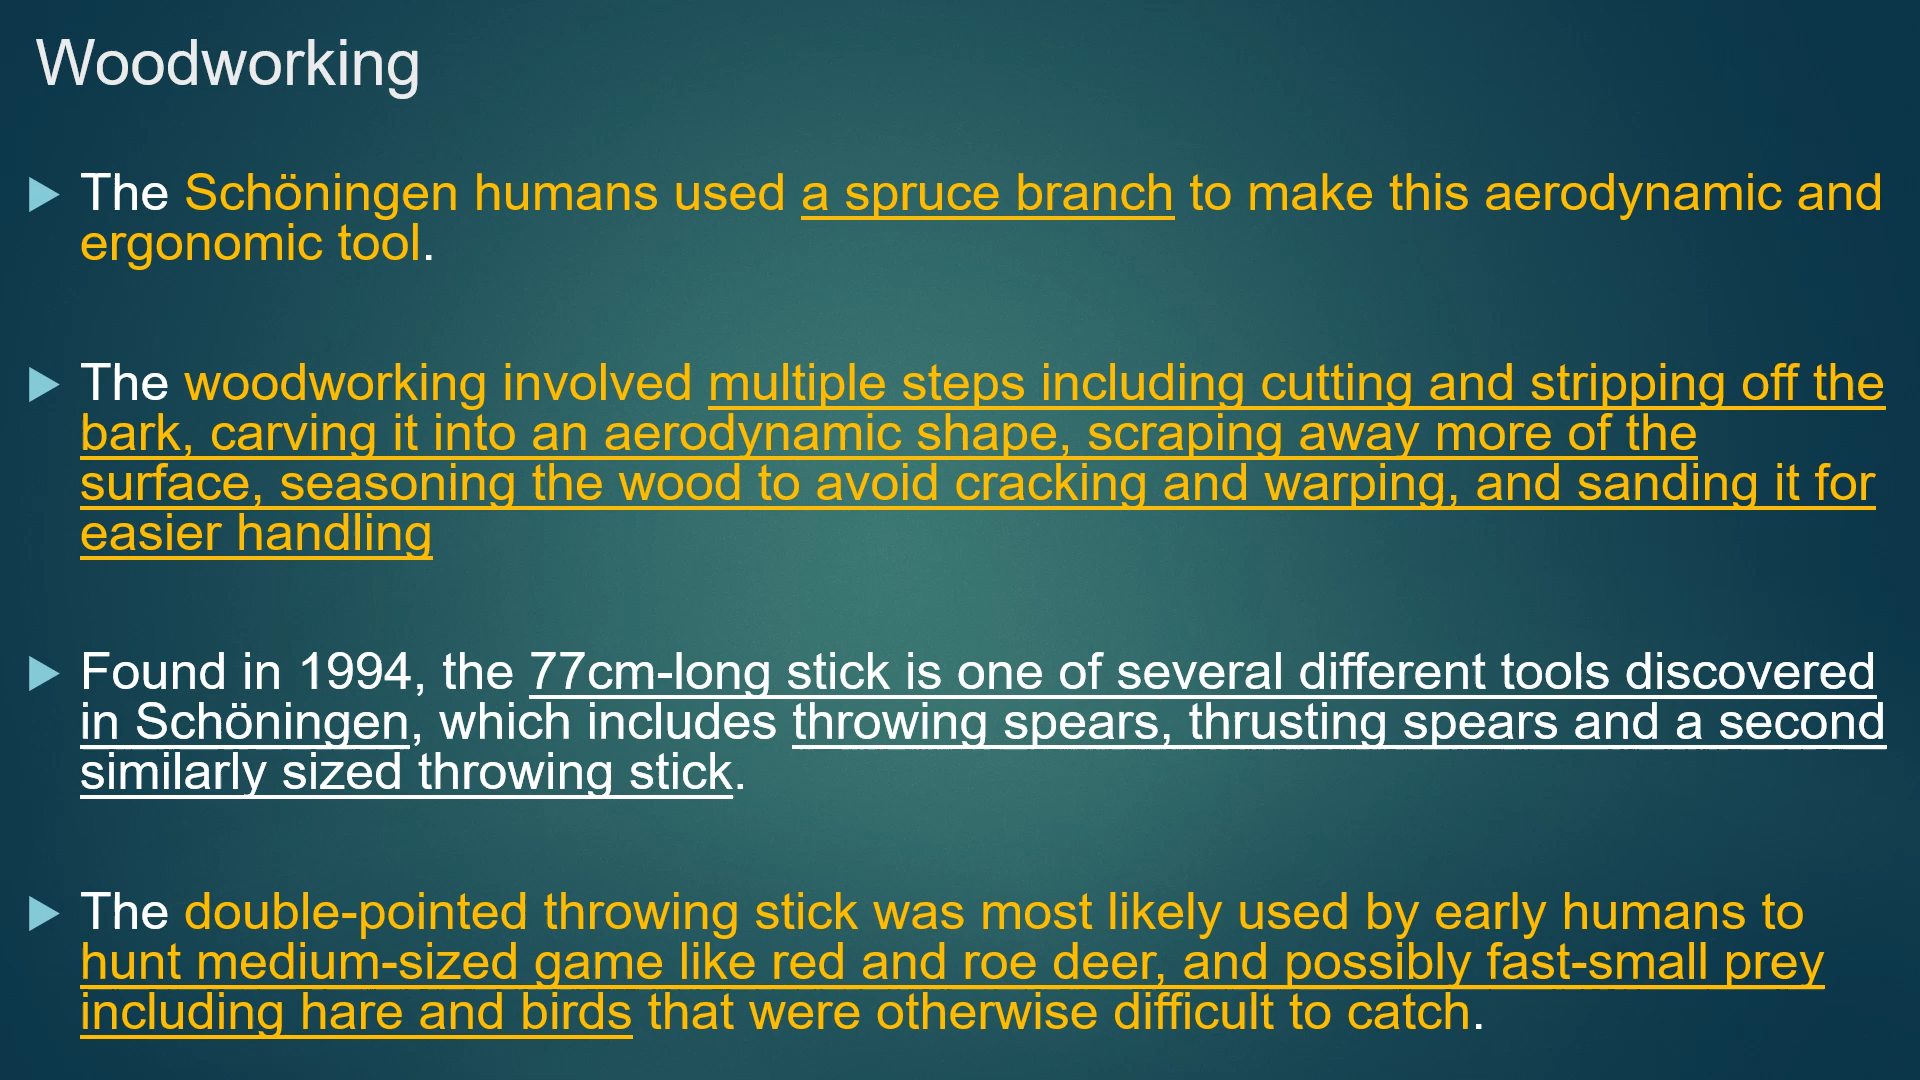 Woodworking
The Schöningen humans used a spruce branch to make this aerodynamic and
ergonomic tool.
The woodworking involved multiple steps including cutting and stripping off the
bark, carving it into an aerodynamic shape, scraping away more of the
surface, seasoning the wood to avoid cracking and warping, and sanding it for
easier handling
Found in 1994, the 77cm-long stick is one of several different tools discovered
in Schöningen, which includes throwing spears, thrusting spears and a second
similarly sized throwing stick.
The double-pointed throwing stick was most likely used by early humans to
hunt medium-sized game like red and roe deer, and possibly fast-small prey
including hare and birds that were otherwise difficult to catch.